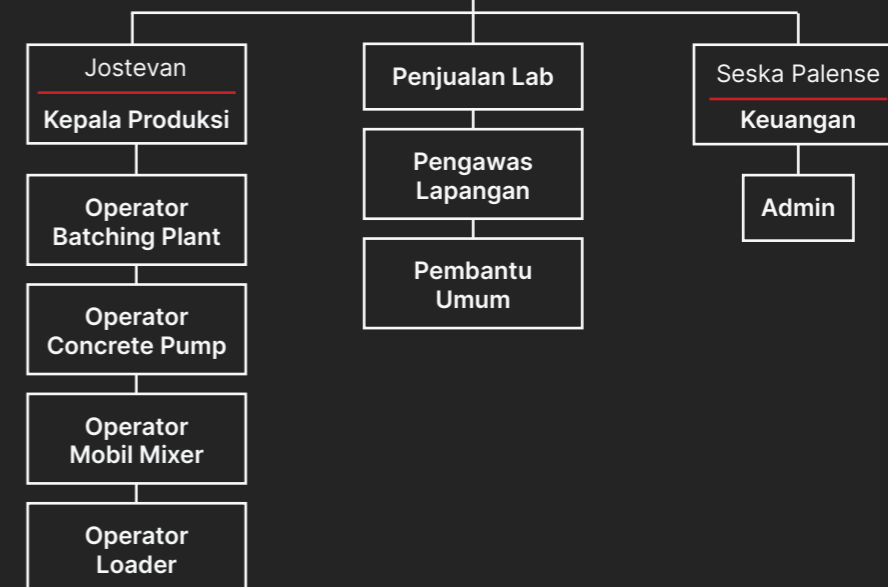 Jostevan
Kepala Produksi
Operator
Batching Plant
Operator
Concrete Pump
Operator
Mobil Mixer
Operator
Loader
Penjualan Lab
Pengawas
Lapangan
Pembantu
Umum
Seska Palense
Keuangan
Admin